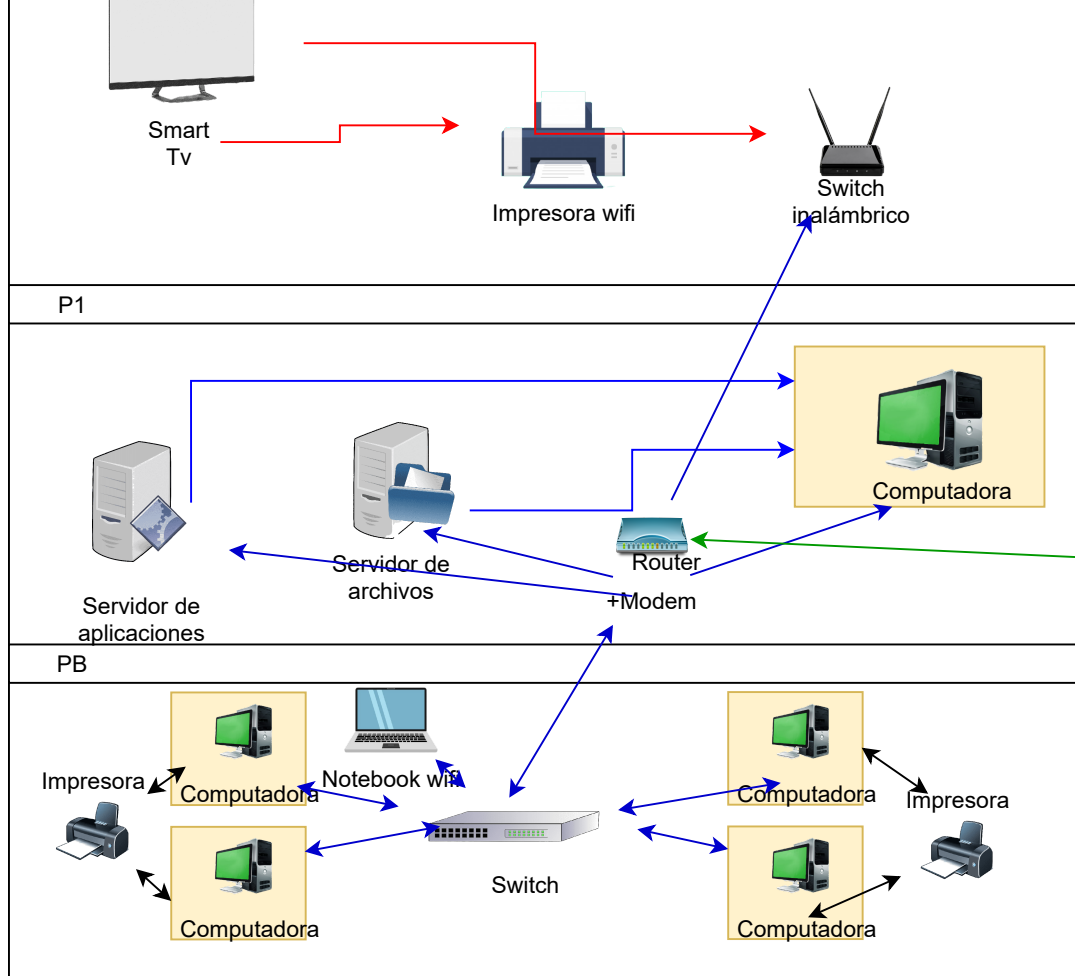 Smart
Tv
Impresora wifi
Switch
inalámbrico
P1
Computadora
Servidor de
archivos
Router
+Modem
Servidor de
aplicaciones
PB
Impresora
Computadora
Notebook wifi
Computadora
Impresora
Switch
Computadora
Computadora